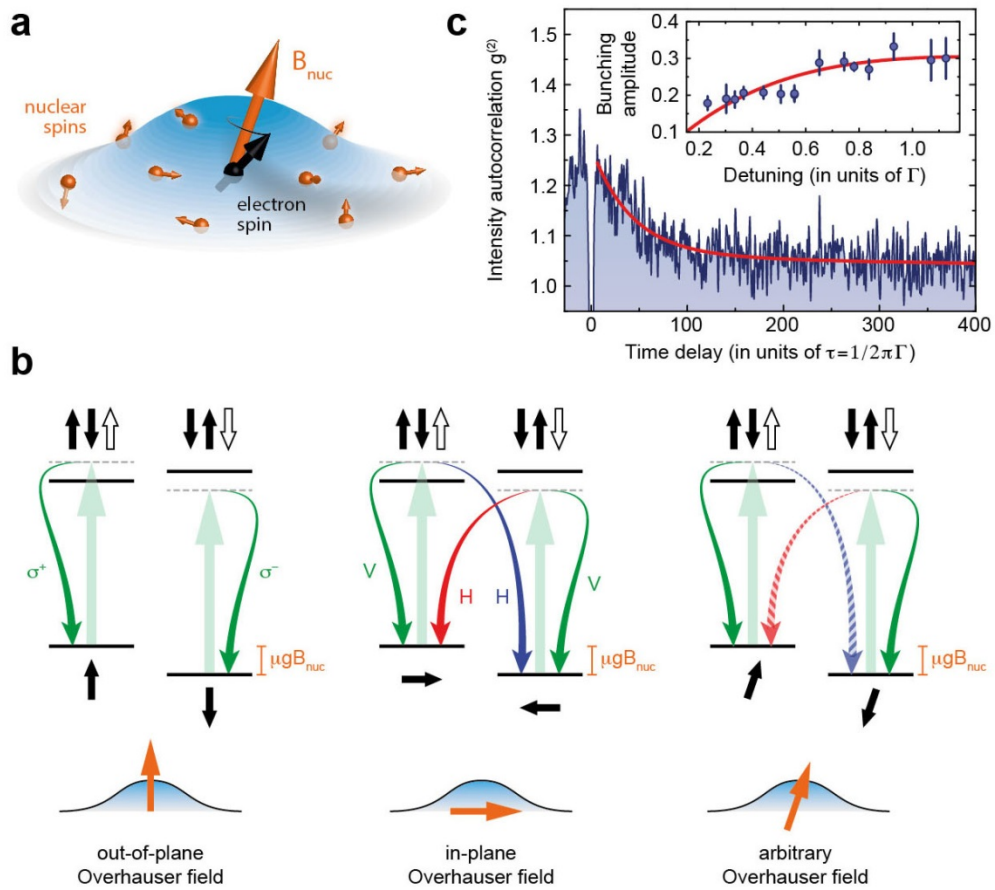 a
B_nuc
nuclear
spins
electron
spin
c
Intensity autocorrelation g^(2)
1.5
1.4
1.3
1.2
1.1
1.0
Bunching
amplitude
0.4
0.3
0.2
0.1
0.2 0.4 0.6 0.8 1.0
Detuning (in units of Γ)
0 100 200 300 400
Time delay (in units of τ=1/2πΓ)
b
σ+
σ−
μgB_nuc
V
H
H
V
μgB_nuc
μgB_nuc
out-of-plane
Overhauser field
in-plane
Overhauser field
arbitrary
Overhauser field